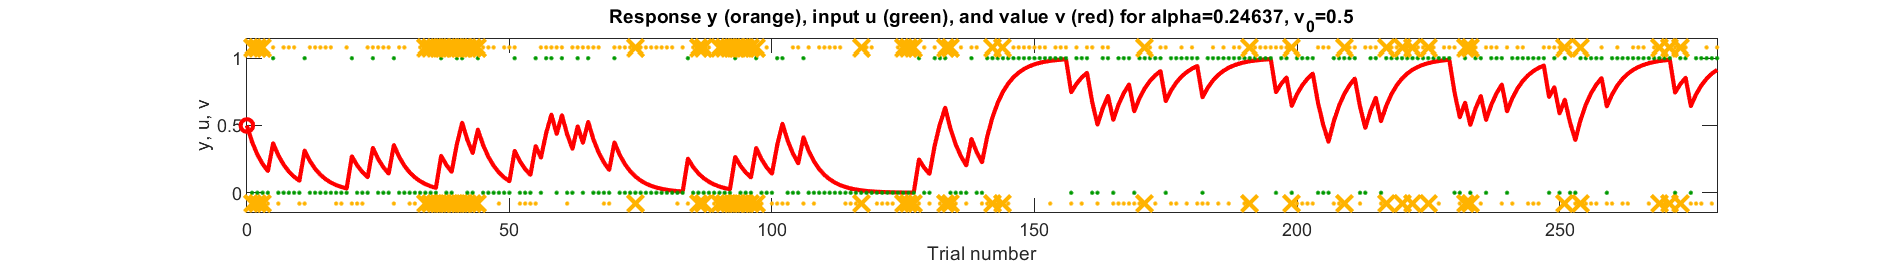 Response y (orange), input u (green), and value v (red) for alpha=0.24637, v0=0.5
y, u, v
1
0.5
0
0 50 100 150 200 250
Trial number